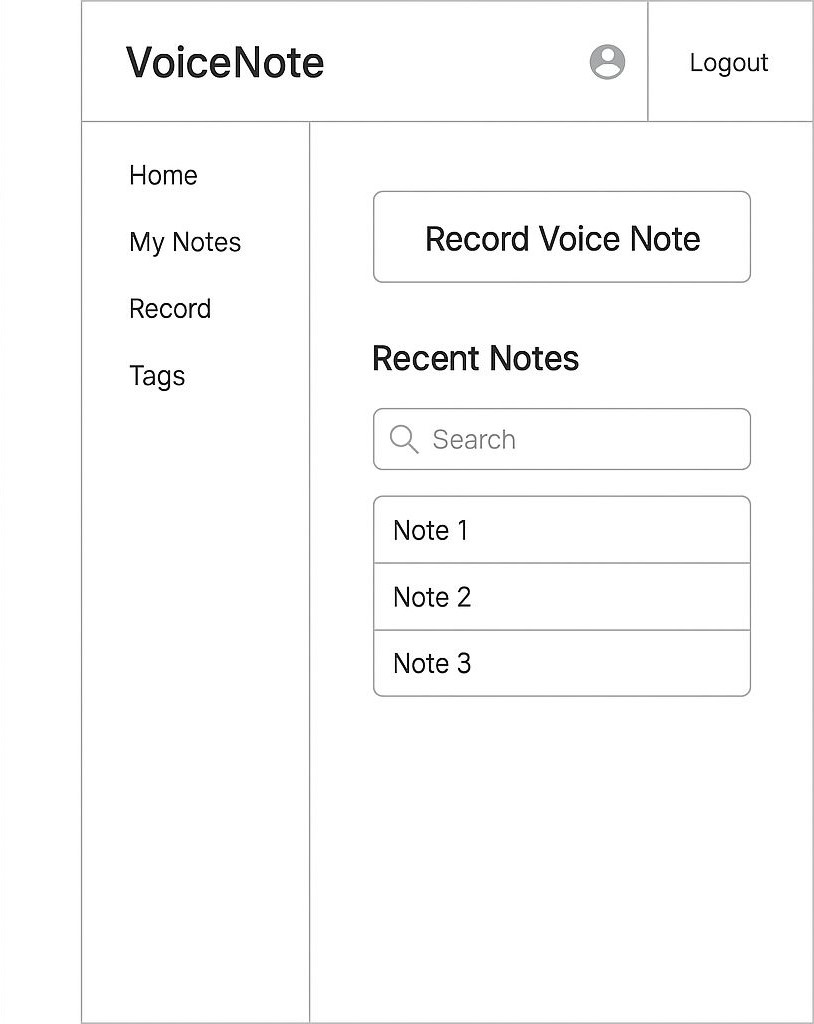 VoiceNote
Logout
Home
My Notes
Record
Tags
Record Voice Note
Recent Notes
Search
Note 1
Note 2
Note 3